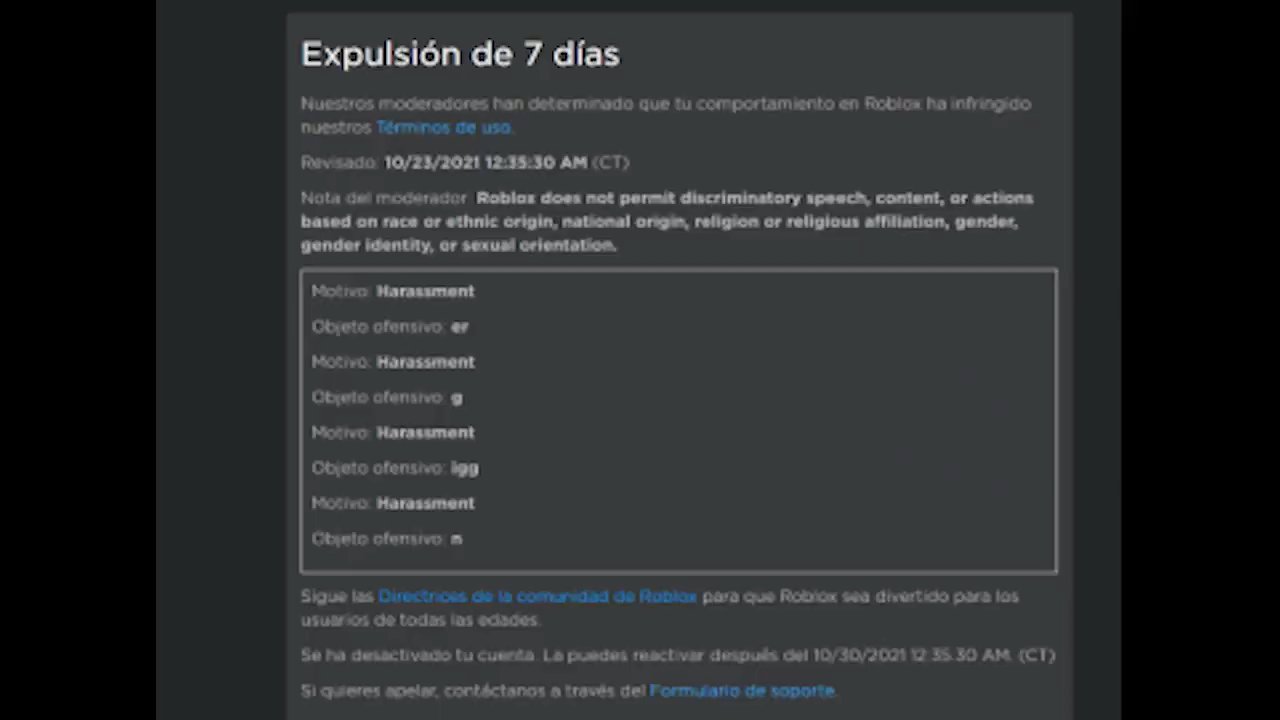 Expulsión de 7 días
Nuestros moderadores han determinado que tu comportamiento en Roblox ha infringido
nuestros Términos de uso.
Revisado: 10/23/2021 12:35:30 AM (CT)
Nota del moderador: Roblox does not permit discriminatory speech, content, or actions
based on race or ethnic origin, national origin, religion or religious affiliation, gender,
gender identity, or sexual orientation.
Motivo: Harassment
Objeto ofensivo: er
Motivo: Harassment
Objeto ofensivo: g
Motivo: Harassment
Objeto ofensivo: igg
Motivo: Harassment
Objeto ofensivo: n
Sigue las Directrices de la comunidad de Roblox para que Roblox sea divertido para los
usuarios de todas las edades.
Se ha desactivado tu cuenta. La puedes reactivar después del 10/30/2021 12:35:30 AM. (CT)
Si quieres apelar, contáctanos a través del Formulario de soporte.